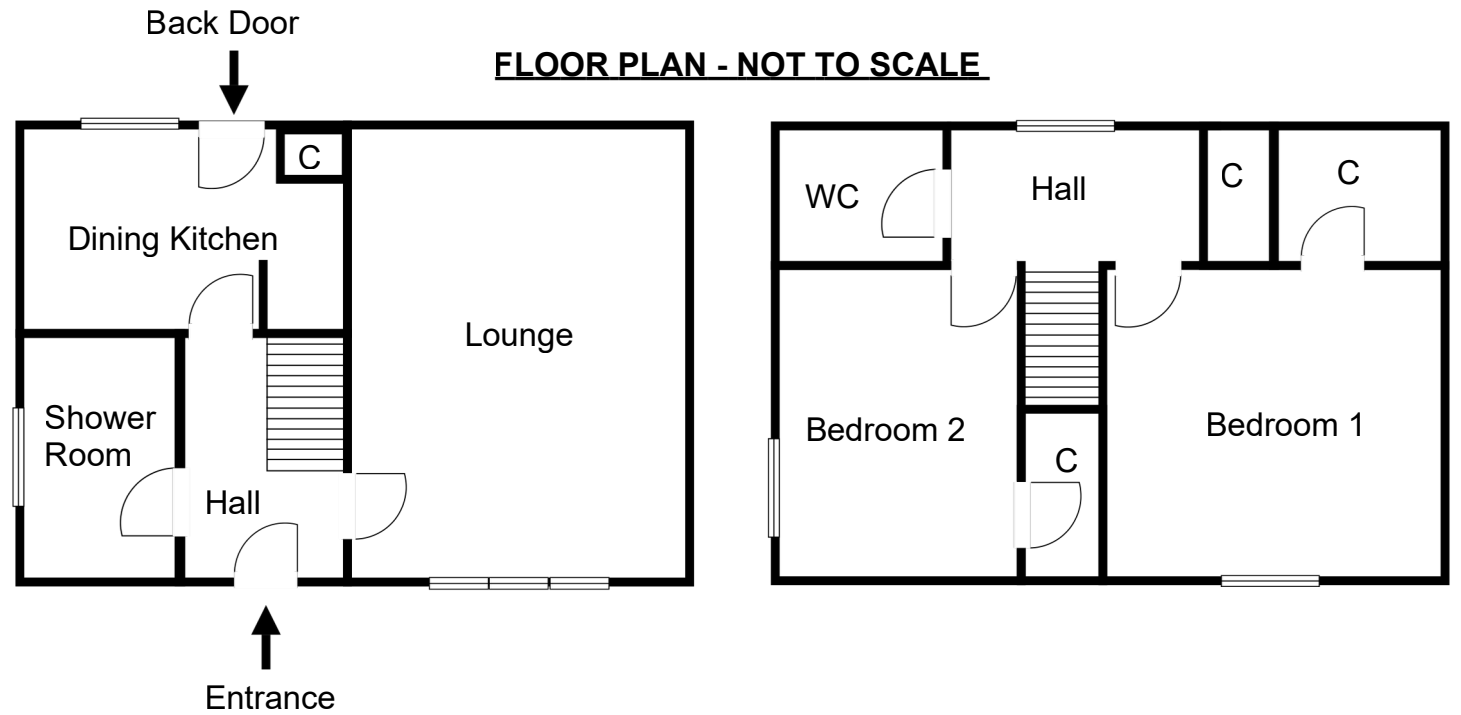 Back Door
FLOOR PLAN - NOT TO SCALE
C
Dining Kitchen
Lounge
Shower
Room
Hall
Entrance
WC
Hall
C
C
Bedroom 2
C
Bedroom 1